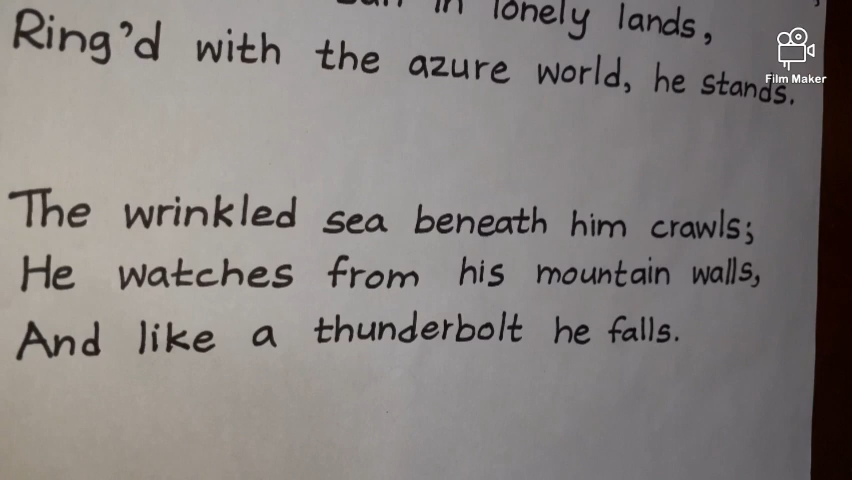 in lonely lands,
Ring'd with the azure world, he stands.
Film Maker
The wrinkled sea beneath him crawls;
He watches from his mountain walls,
And like a thunderbolt he falls.